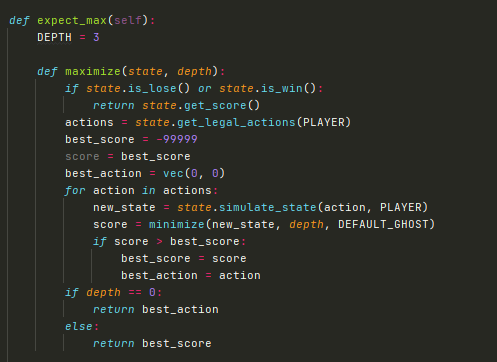 def expect_max(self):
    DEPTH = 3

    def maximize(state, depth):
        if state.is_lose() or state.is_win():
            return state.get_score()
        actions = state.get_legal_actions(PLAYER)
        best_score = -99999
        score = best_score
        best_action = vec(0, 0)
        for action in actions:
            new_state = state.simulate_state(action, PLAYER)
            score = minimize(new_state, depth, DEFAULT_GHOST)
            if score > best_score:
                best_score = score
                best_action = action
        if depth == 0:
            return best_action
        else:
            return best_score